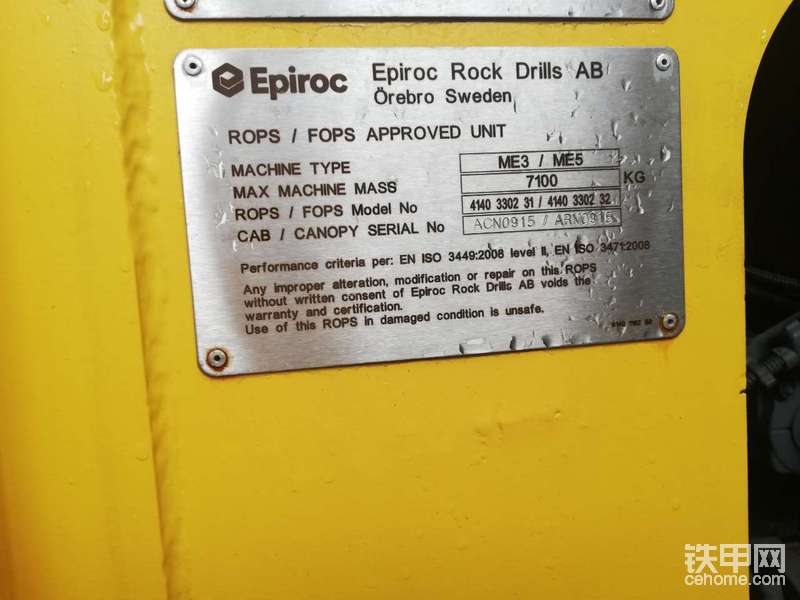 Epiroc
Epiroc Rock Drills AB
Örebro Sweden
ROPS / FOPS APPROVED UNIT
MACHINE TYPE ME3 / ME5
MAX MACHINE MASS 7100 KG
ROPS / FOPS Model No 4140 3302 31 / 4140 3302 32
CAB / CANOPY SERIAL No ACN0915 / ARN0915
Performance criteria per: EN ISO 3449:2008 level II, EN ISO 3471:2008
Any improper alteration, modification or repair on this ROPS
without written consent of Epiroc Rock Drills AB voids the
warranty and certification.
Use of this ROPS in damaged condition is unsafe.
铁甲网
cehome.com